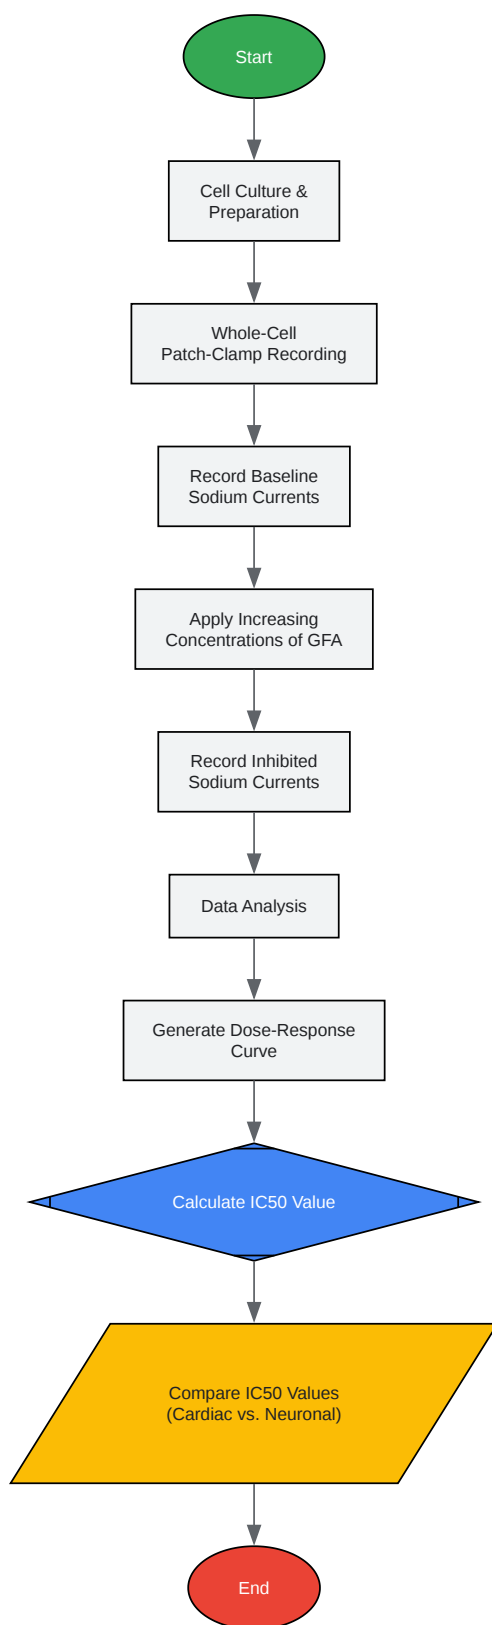 Start
Cell Culture &
Preparation
Whole-Cell
Patch-Clamp Recording
Record Baseline
Sodium Currents
Apply Increasing
Concentrations of GFA
Record Inhibited
Sodium Currents
Data Analysis
Generate Dose-Response
Curve
Calculate IC50 Value
Compare IC50 Values
(Cardiac vs. Neuronal)
End